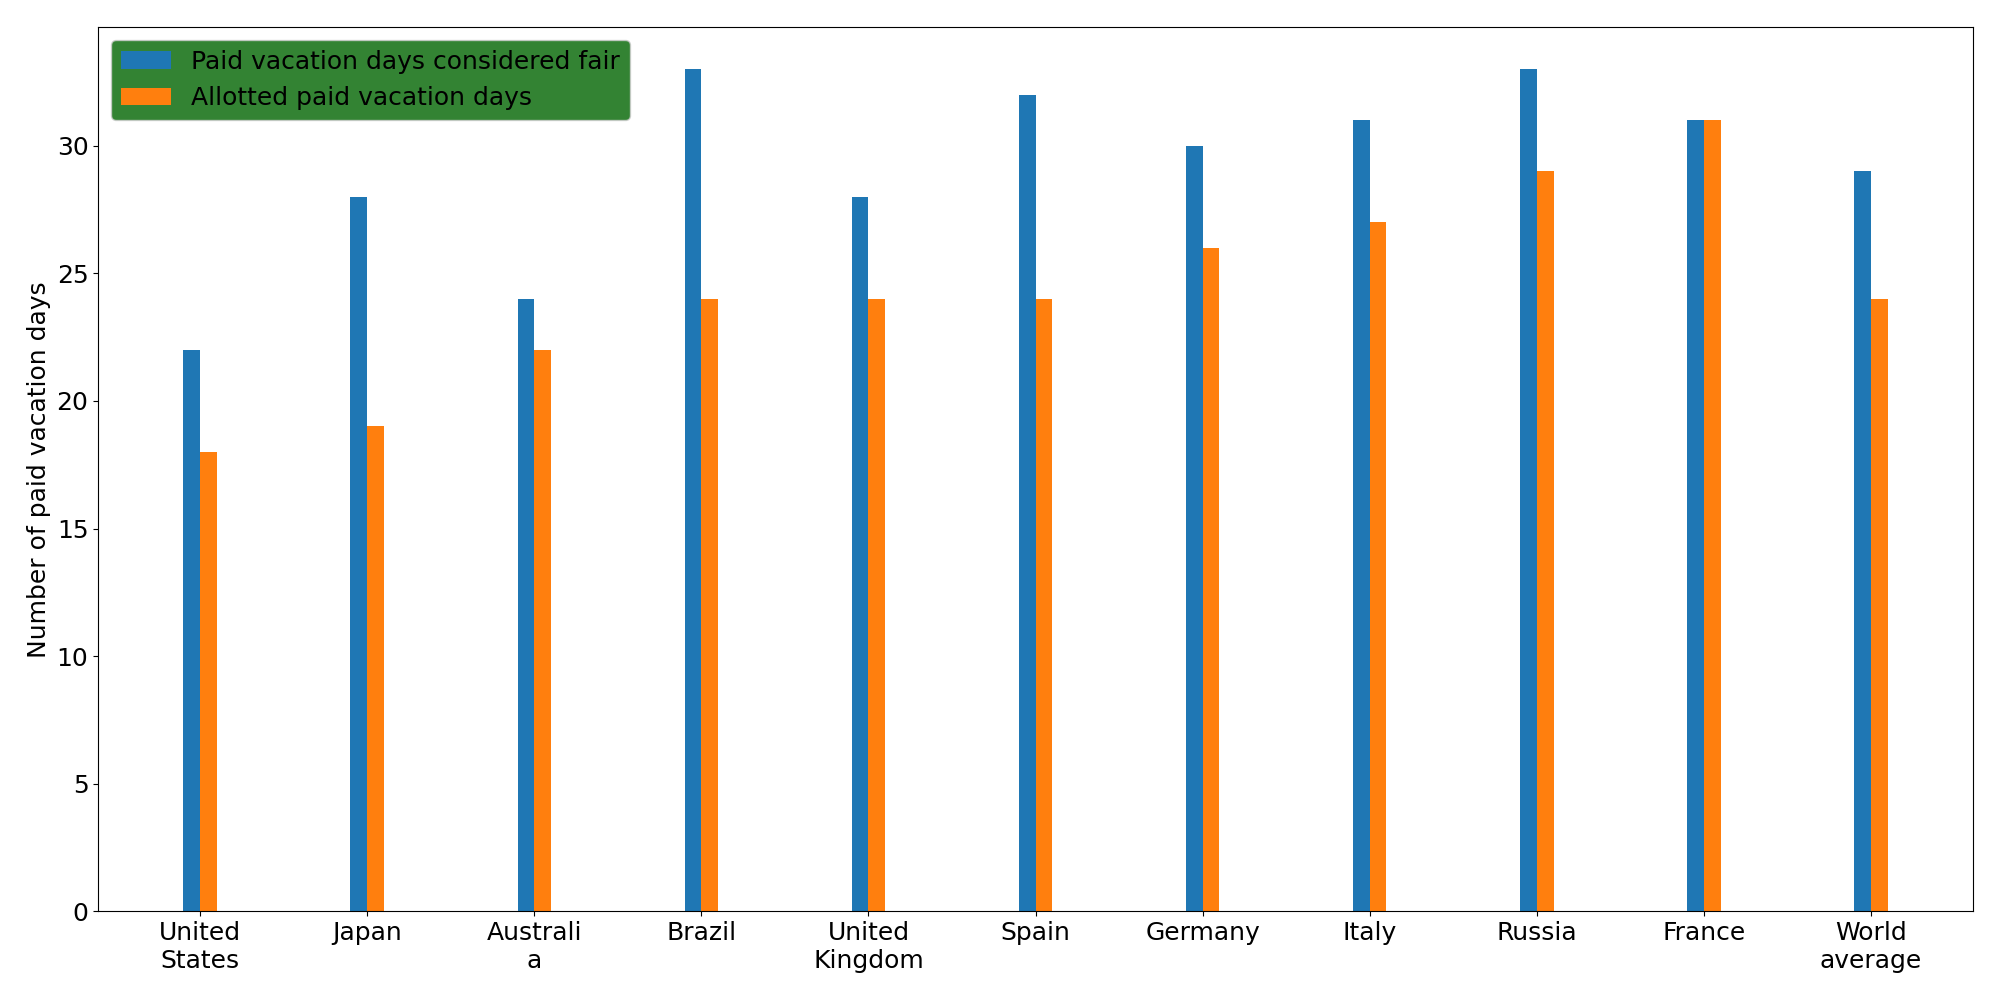 Paid vacation days considered fair
Allotted paid vacation days
Number of paid vacation days
30
25
20
15
10
5
0
United
States
Japan
Australi
a
Brazil
United
Kingdom
Spain
Germany
Italy
Russia
France
World
average